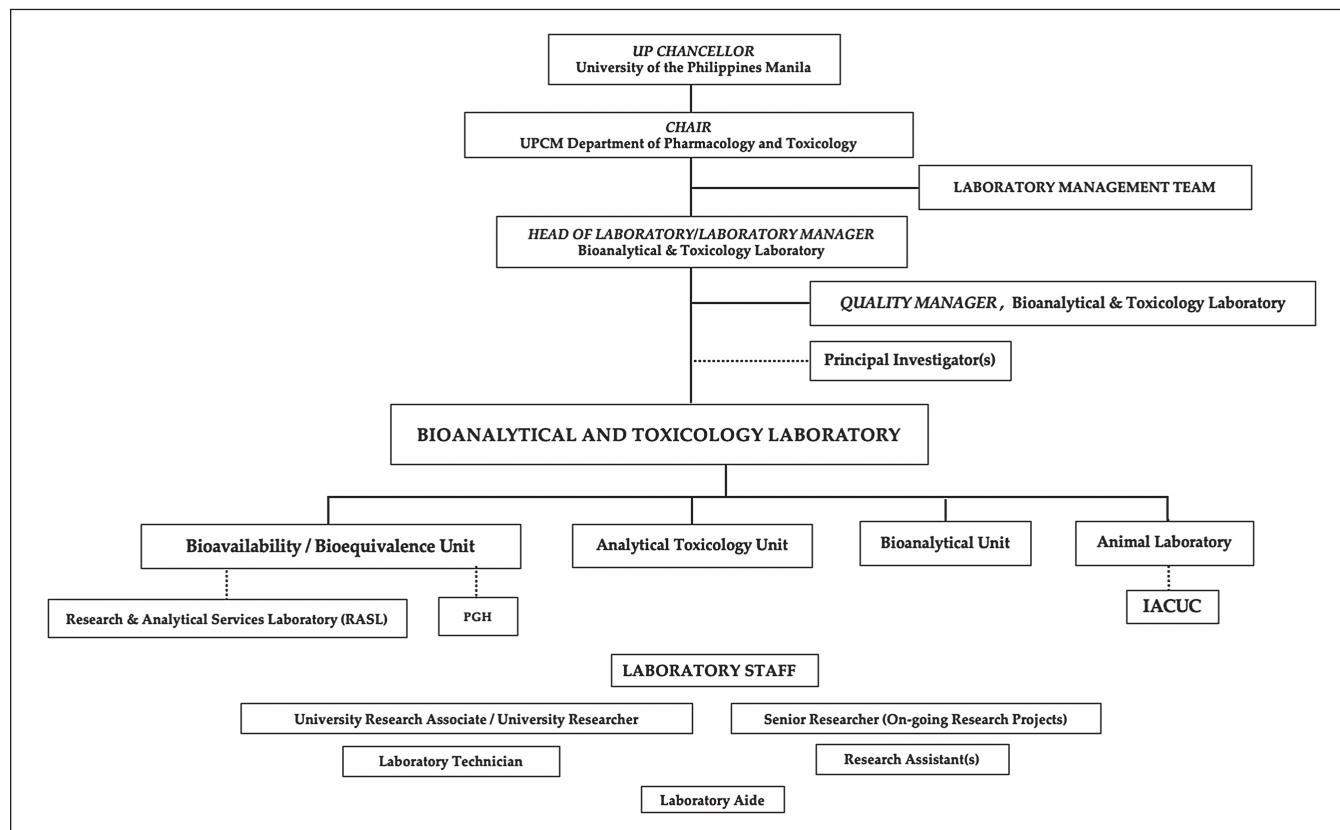 UP CHANCELLOR
University of the Philippines Manila
CHAIR
UPCM Department of Pharmacology and Toxicology
LABORATORY MANAGEMENT TEAM
HEAD OF LABORATORY/LABORATORY MANAGER
Bioanalytical & Toxicology Laboratory
QUALITY MANAGER , Bioanalytical & Toxicology Laboratory
Principal Investigator(s)
BIOANALYTICAL AND TOXICOLOGY LABORATORY
Bioavailability / Bioequivalence Unit
Analytical Toxicology Unit
Bioanalytical Unit
Animal Laboratory
Research & Analytical Services Laboratory (RASL)
PGH
IACUC
LABORATORY STAFF
University Research Associate / University Researcher
Senior Researcher (On-going Research Projects)
Laboratory Technician
Research Assistant(s)
Laboratory Aide